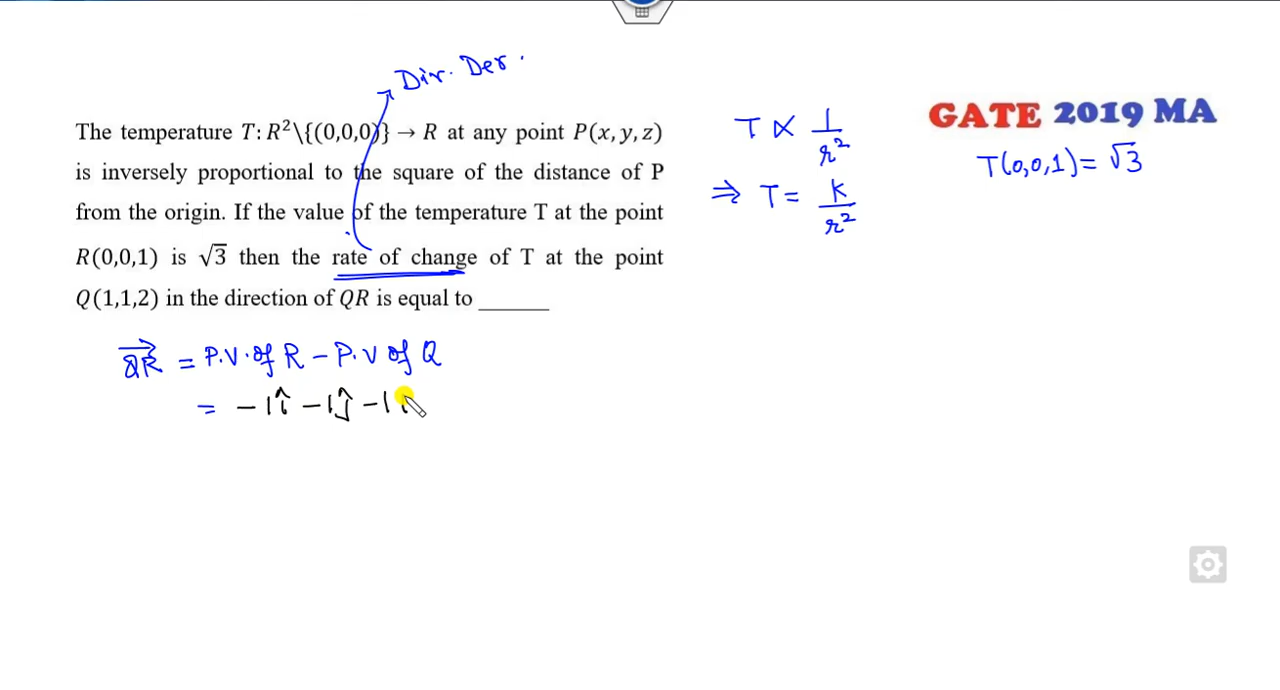 Dir. Der.
The temperature T: R²\{(0,0,0)} → R at any point P(x,y,z)
is inversely proportional to the square of the distance of P
from the origin. If the value of the temperature T at the point
R(0,0,1) is √3 then the rate of change of T at the point
Q(1,1,2) in the direction of QR is equal to ______
QR = P.V. of R – P.V of Q
= –1î –1ĵ –1
T ∝ 1/r²
⇒ T = k/r²
GATE 2019 MA
T(0,0,1) = √3